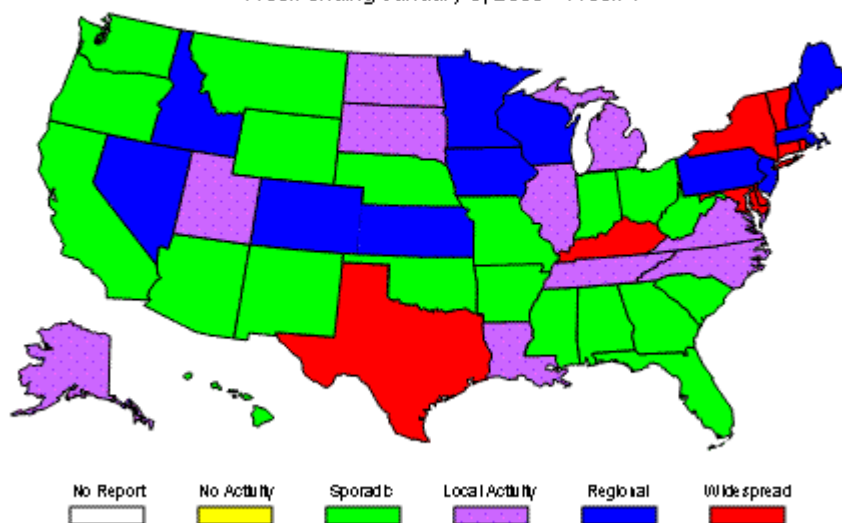 No Report
No Activity
Sporadic
Local Activity
Regional
Widespread